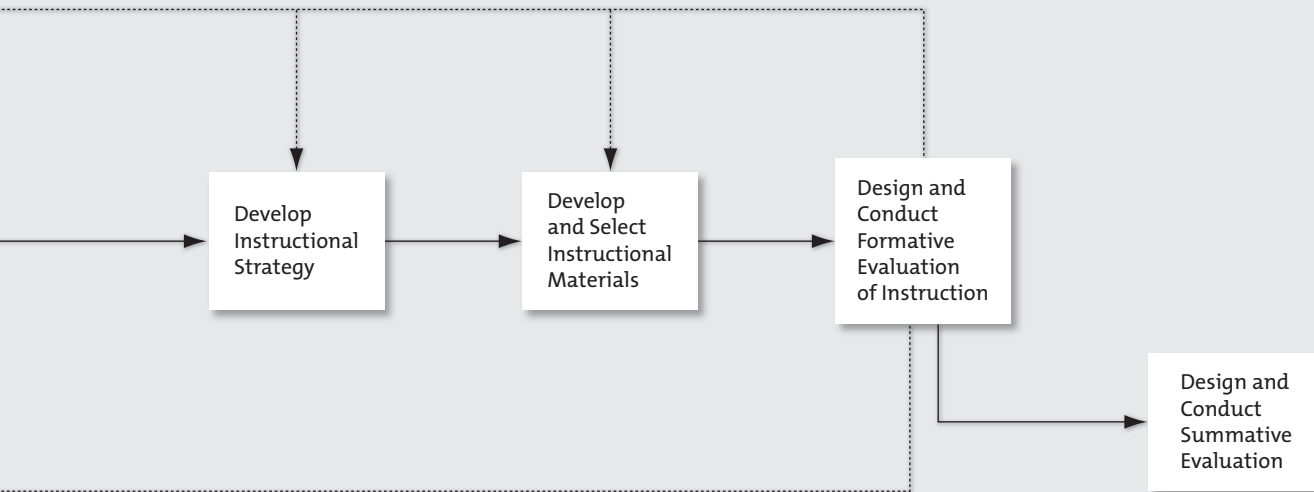 Develop
Instructional
Strategy
Develop
and Select
Instructional
Materials
Design and
Conduct
Formative
Evaluation
of Instruction
Design and
Conduct
Summative
Evaluation